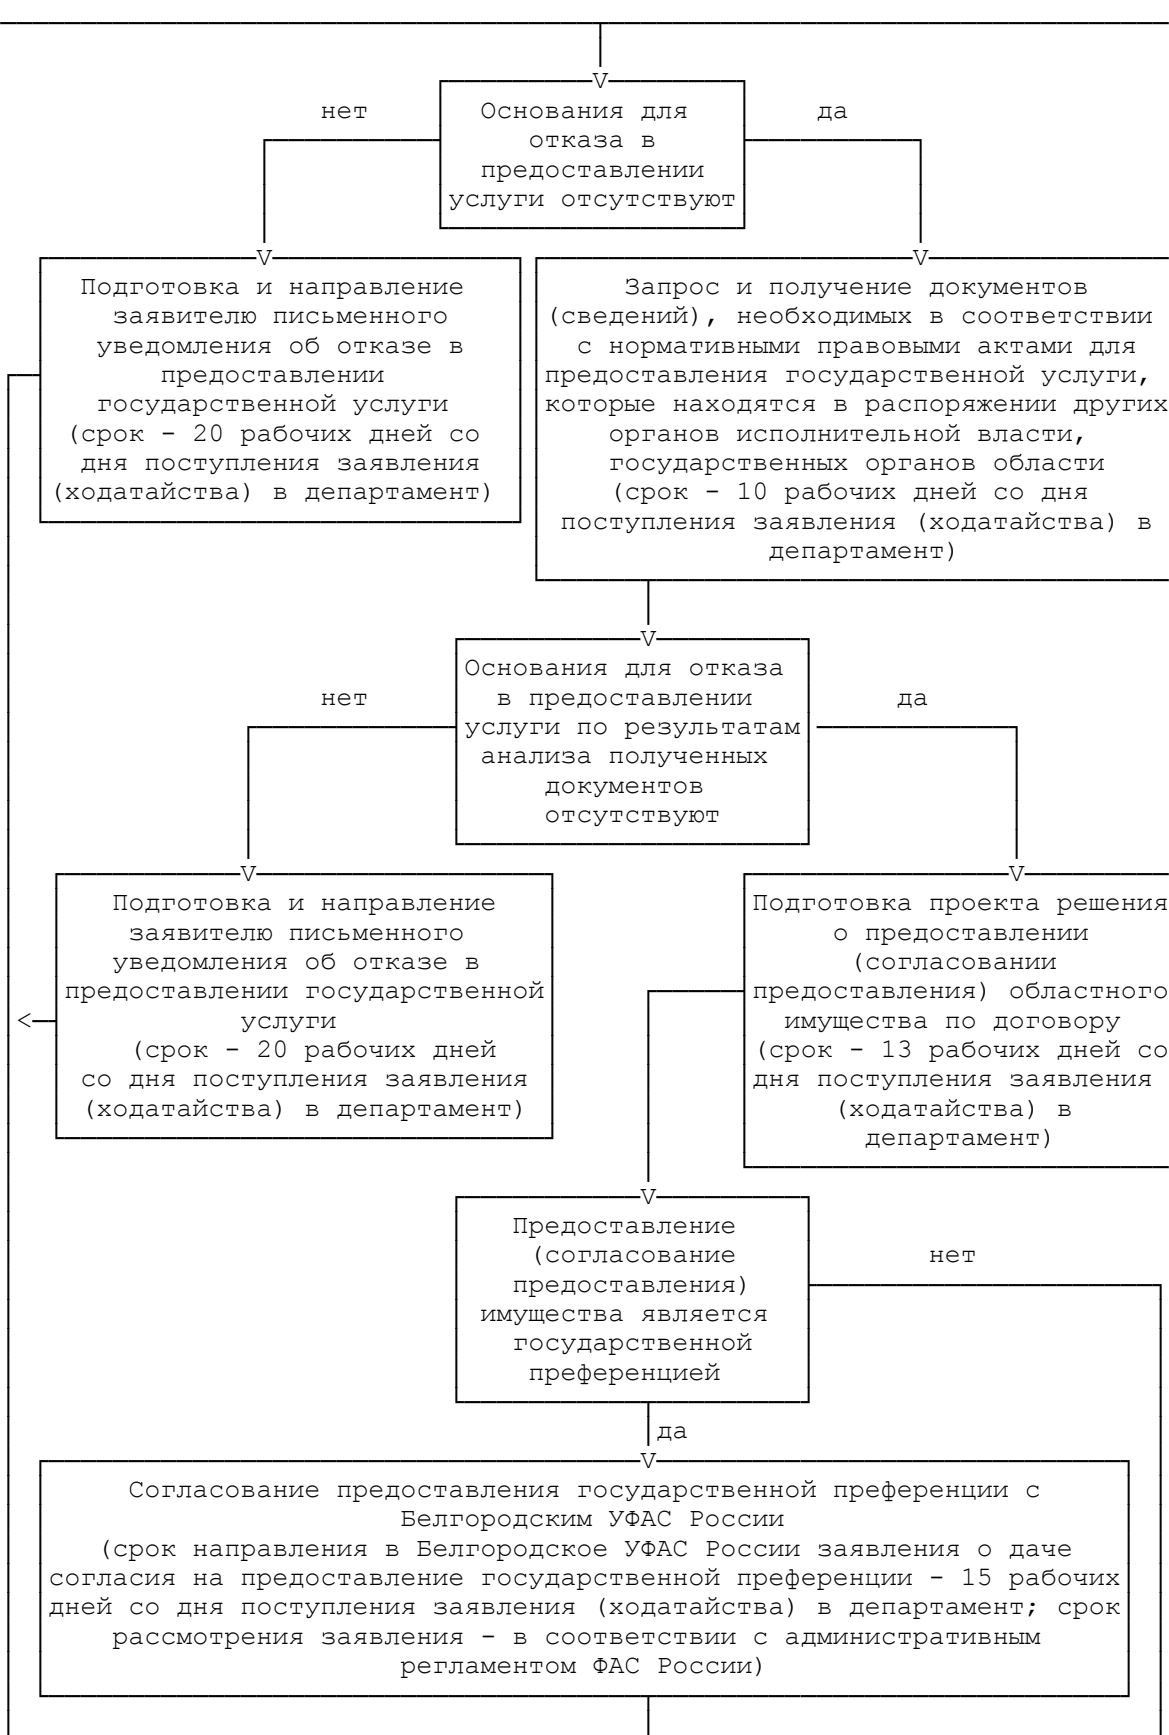 нет
Основания для
отказа в
предоставлении
услуги отсутствуют
да
Подготовка и направление
заявителю письменного
уведомления об отказе в
предоставлении
государственной услуги
(срок - 20 рабочих дней со
дня поступления заявления
(ходатайства) в департамент)
Запрос и получение документов
(сведений), необходимых в соответствии
с нормативными правовыми актами для
предоставления государственной услуги,
которые находятся в распоряжении других
органов исполнительной власти,
государственных органов области
(срок - 10 рабочих дней со дня
поступления заявления (ходатайства) в
департамент)
нет
Основания для отказа
в предоставлении
услуги по результатам
анализа полученных
документов
отсутствуют
да
Подготовка и направление
заявителю письменного
уведомления об отказе в
предоставлении государственной
услуги
(срок - 20 рабочих дней
со дня поступления заявления
(ходатайства) в департамент)
Подготовка проекта решения
о предоставлении
(согласовании
предоставления) областного
имущества по договору
(срок - 13 рабочих дней со
дня поступления заявления
(ходатайства) в
департамент)
Предоставление
(согласование
предоставления)
имущества является
государственной
преференцией
нет
да
Согласование предоставления государственной преференции с
Белгородским УФАС России
(срок направления в Белгородское УФАС России заявления о даче
согласия на предоставление государственной преференции - 15 рабочих
дней со дня поступления заявления (ходатайства) в департамент; срок
рассмотрения заявления - в соответствии с административным
регламентом ФАС России)